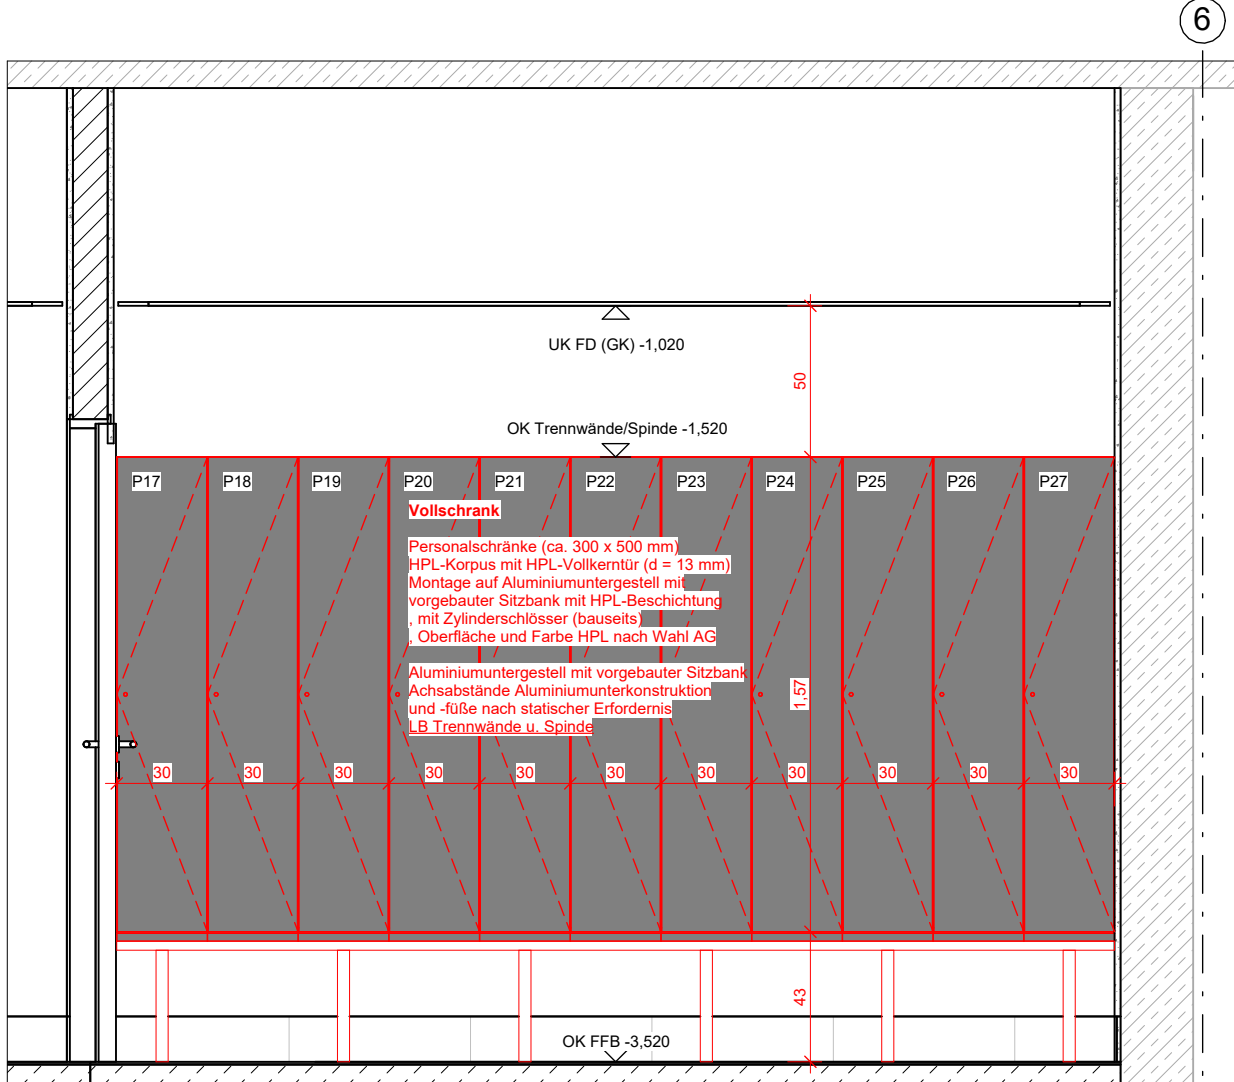 6
UK FD (GK) -1,020
50
OK Trennwände/Spinde -1,520
P17 P18 P19 P20 P21 P22 P23 P24 P25 P26 P27
Vollschrank
Personalschränke (ca. 300 x 500 mm)
HPL-Korpus mit HPL-Vollkerntür (d = 13 mm)
Montage auf Aluminiumuntergestell mit
vorgebauter Sitzbank mit HPL-Beschichtung
, mit Zylinderschlösser (bauseits)
, Oberfläche und Farbe HPL nach Wahl AG
Aluminiumuntergestell mit vorgebauter Sitzbank
Achsabstände Aluminiumunterkonstruktion
und -füße nach statischer Erfordernis
LB Trennwände u. Spinde
1,57
30 30 30 30 30 30 30 30 30 30 30
43
OK FFB -3,520